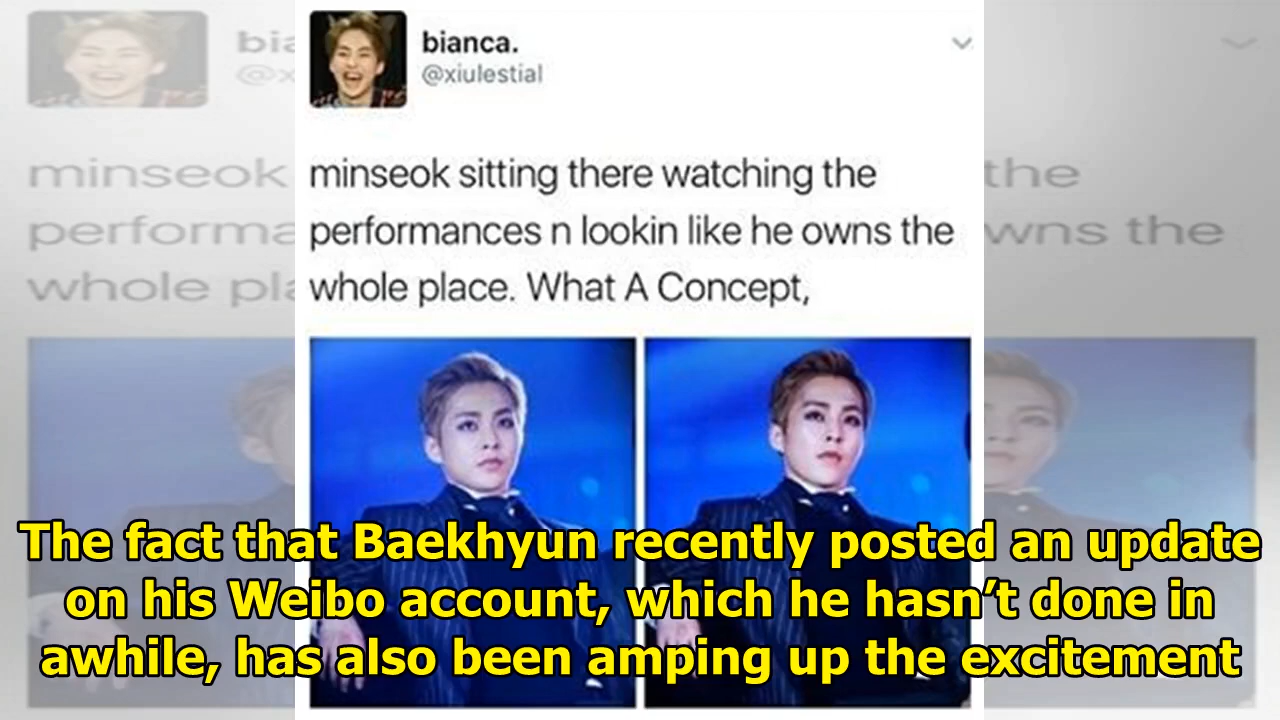 bianca.
@xiulestial
minseok sitting there watching the
performances n lookin like he owns the
whole place. What A Concept,
The fact that Baekhyun recently posted an update
on his Weibo account, which he hasn’t done in
awhile, has also been amping up the excitement